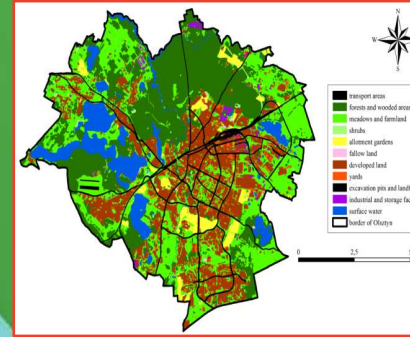 N
W
S
transport areas
forests and wooded areas
meadows and farmland
shrubs
allotment gardens
fallow land
developed land
yards
excavation pits and landf
industrial and storage fac
surface water
border of Olsztyn
0 2,5